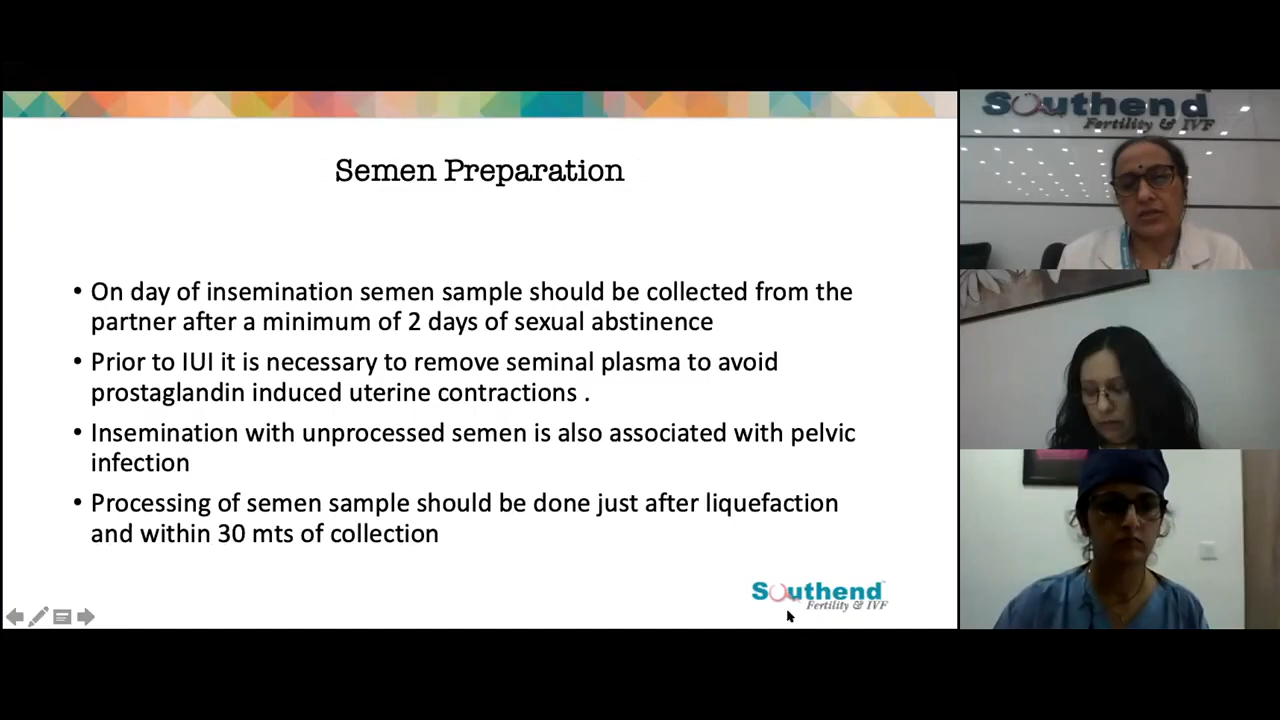 Semen Preparation
• On day of insemination semen sample should be collected from the
partner after a minimum of 2 days of sexual abstinence
• Prior to IUI it is necessary to remove seminal plasma to avoid
prostaglandin induced uterine contractions .
• Insemination with unprocessed semen is also associated with pelvic
infection
• Processing of semen sample should be done just after liquefaction
and within 30 mts of collection
Southend
Fertility & IVF
Southend
Fertility & IVF